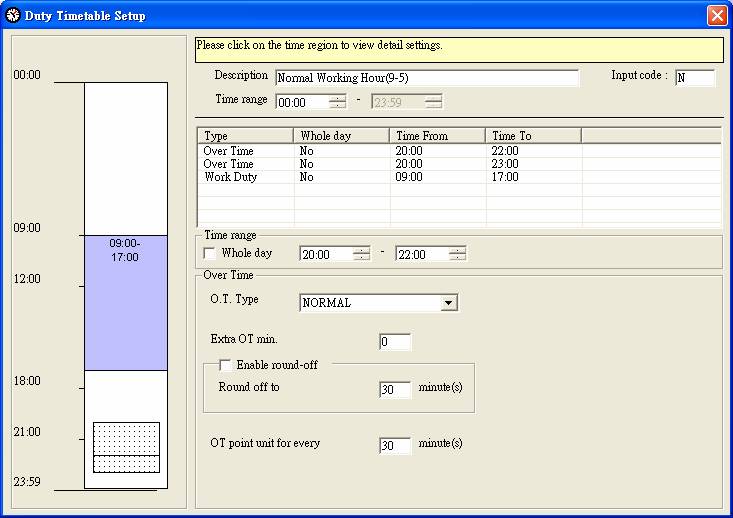 Duty Timetable Setup
Please click on the time region to view detail settings.
Description Normal Working Hour(9-5) Input code : N
Time range 00:00 - 23:59
00:00
09:00
09:00-
17:00
12:00
18:00
21:00
23:59
Type Whole day Time From Time To
Over Time No 20:00 22:00
Over Time No 20:00 23:00
Work Duty No 09:00 17:00
Time range
Whole day 20:00 - 22:00
Over Time
O.T. Type NORMAL
Extra OT min. 0
Enable round-off
Round off to 30 minute(s)
OT point unit for every 30 minute(s)